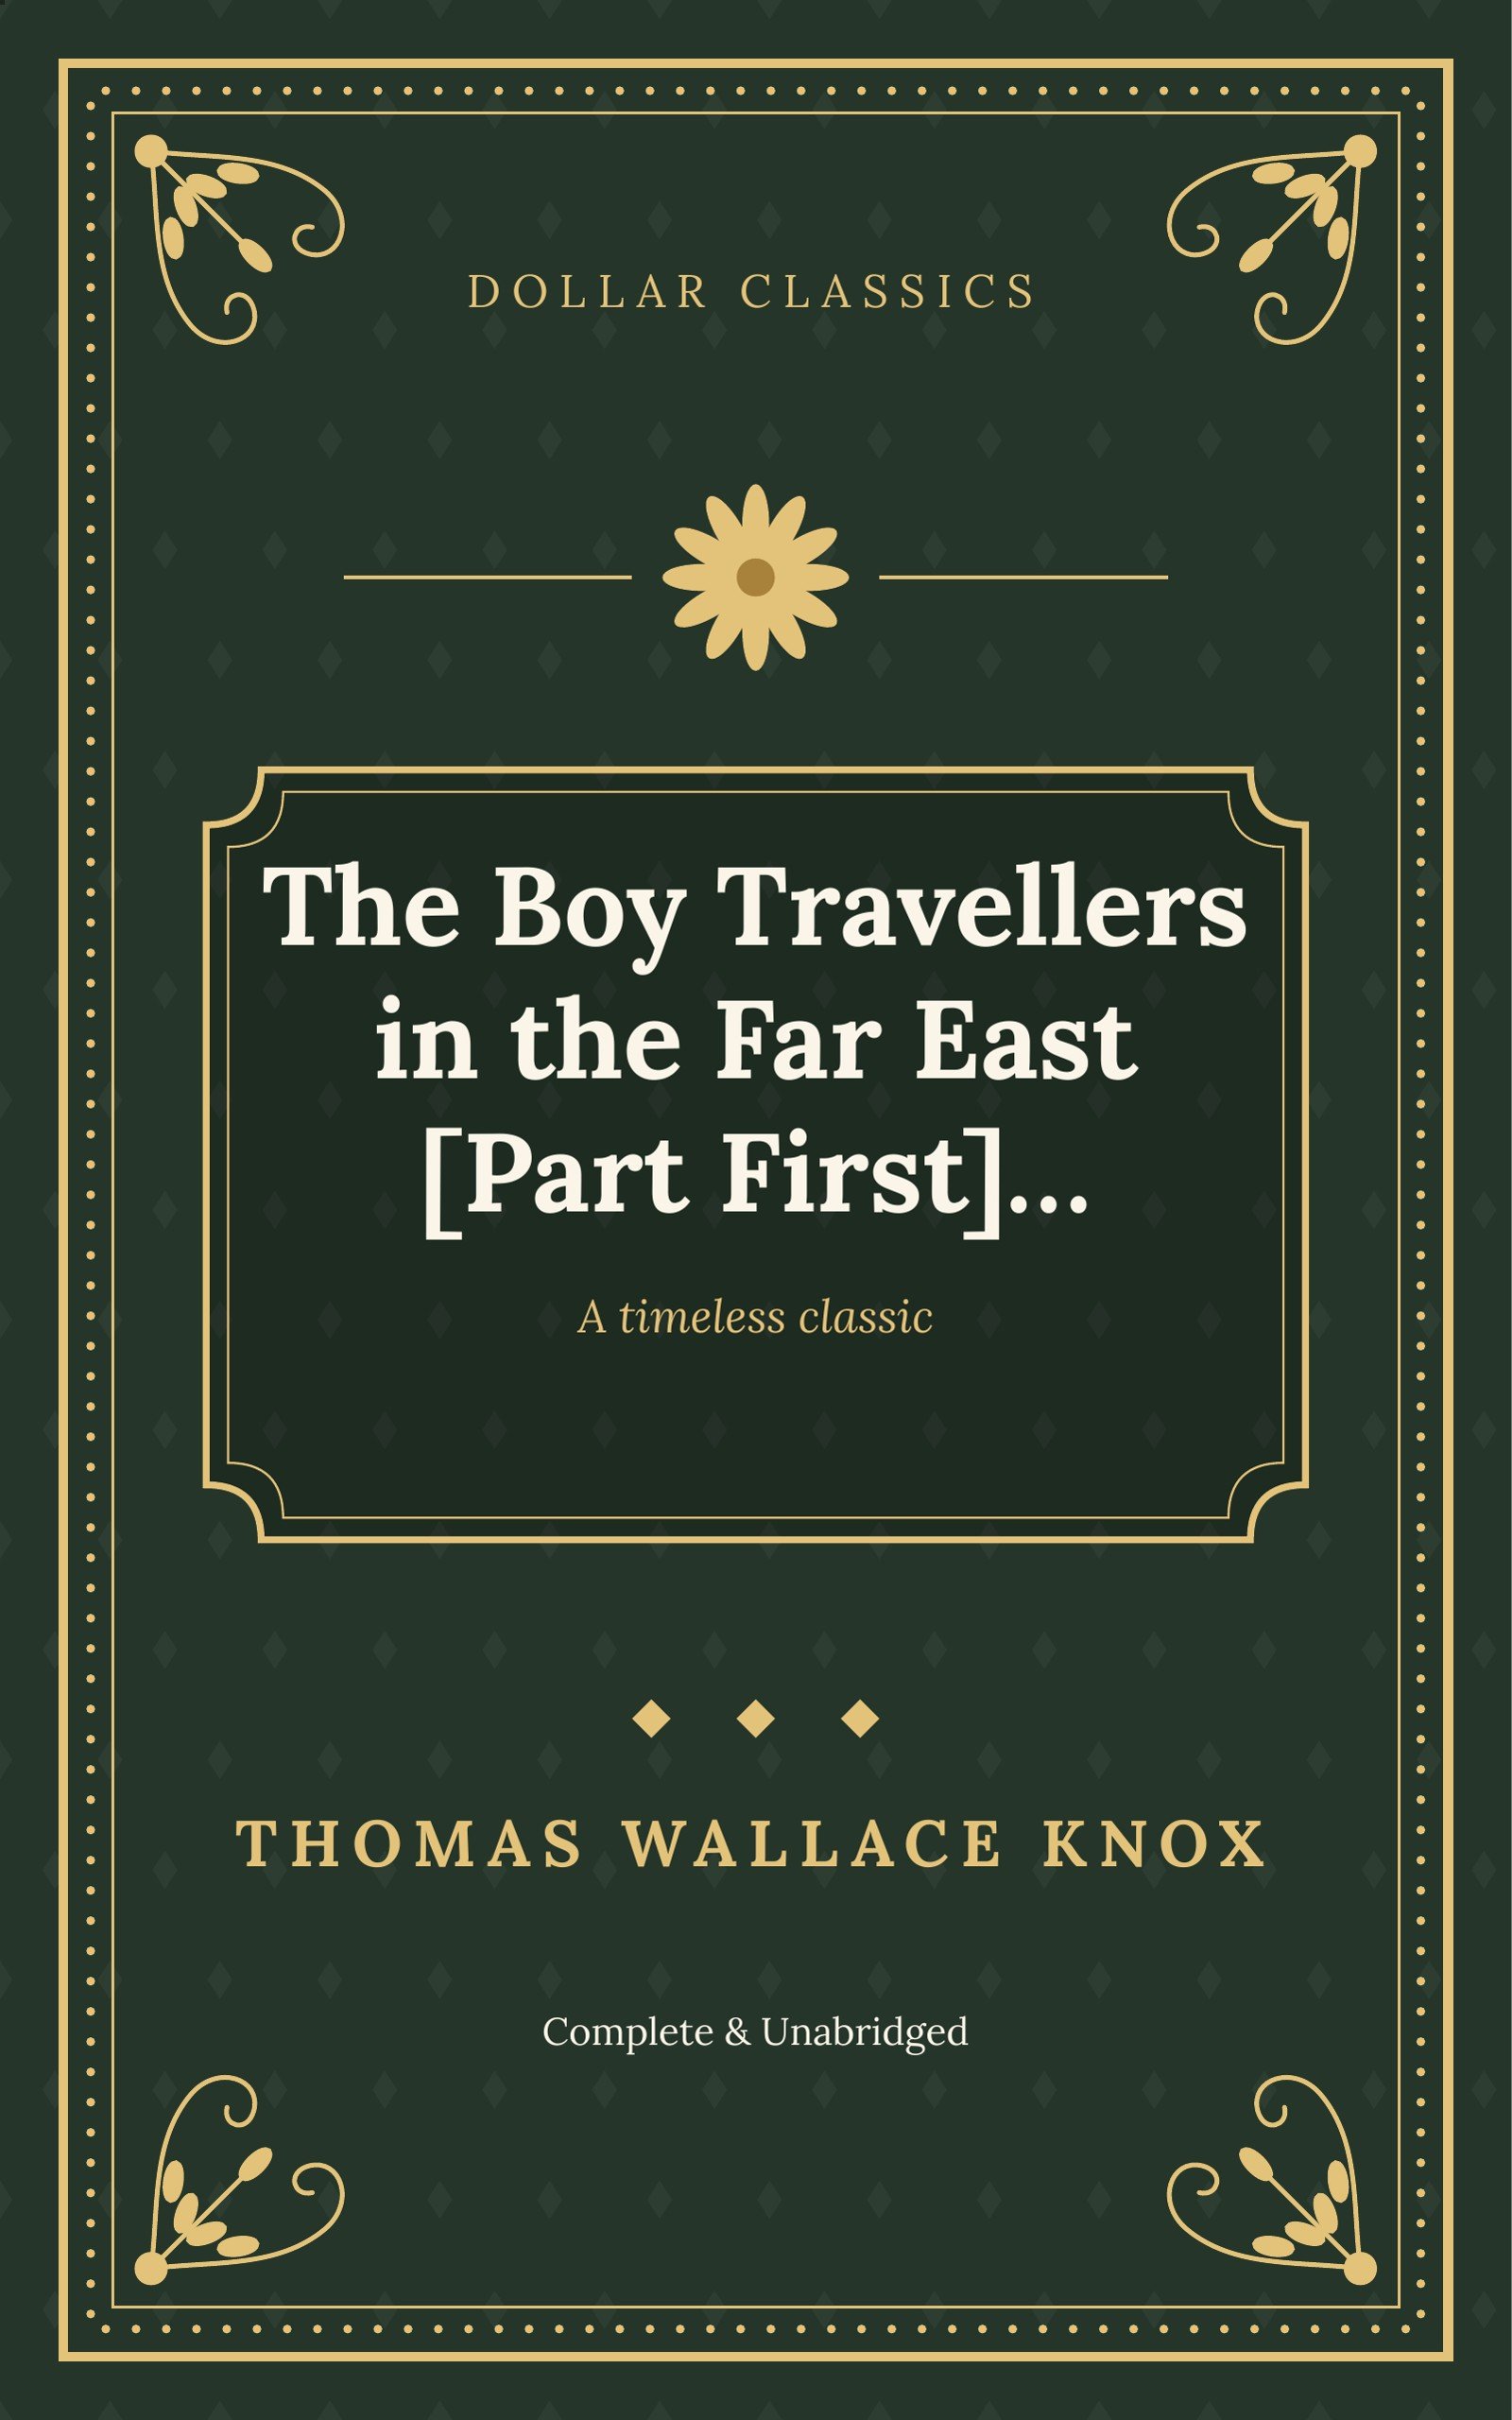 DOLLAR CLASSICS
The Boy Travellers
in the Far East
[Part First]...
A timeless classic
THOMAS WALLACE KNOX
Complete & Unabridged